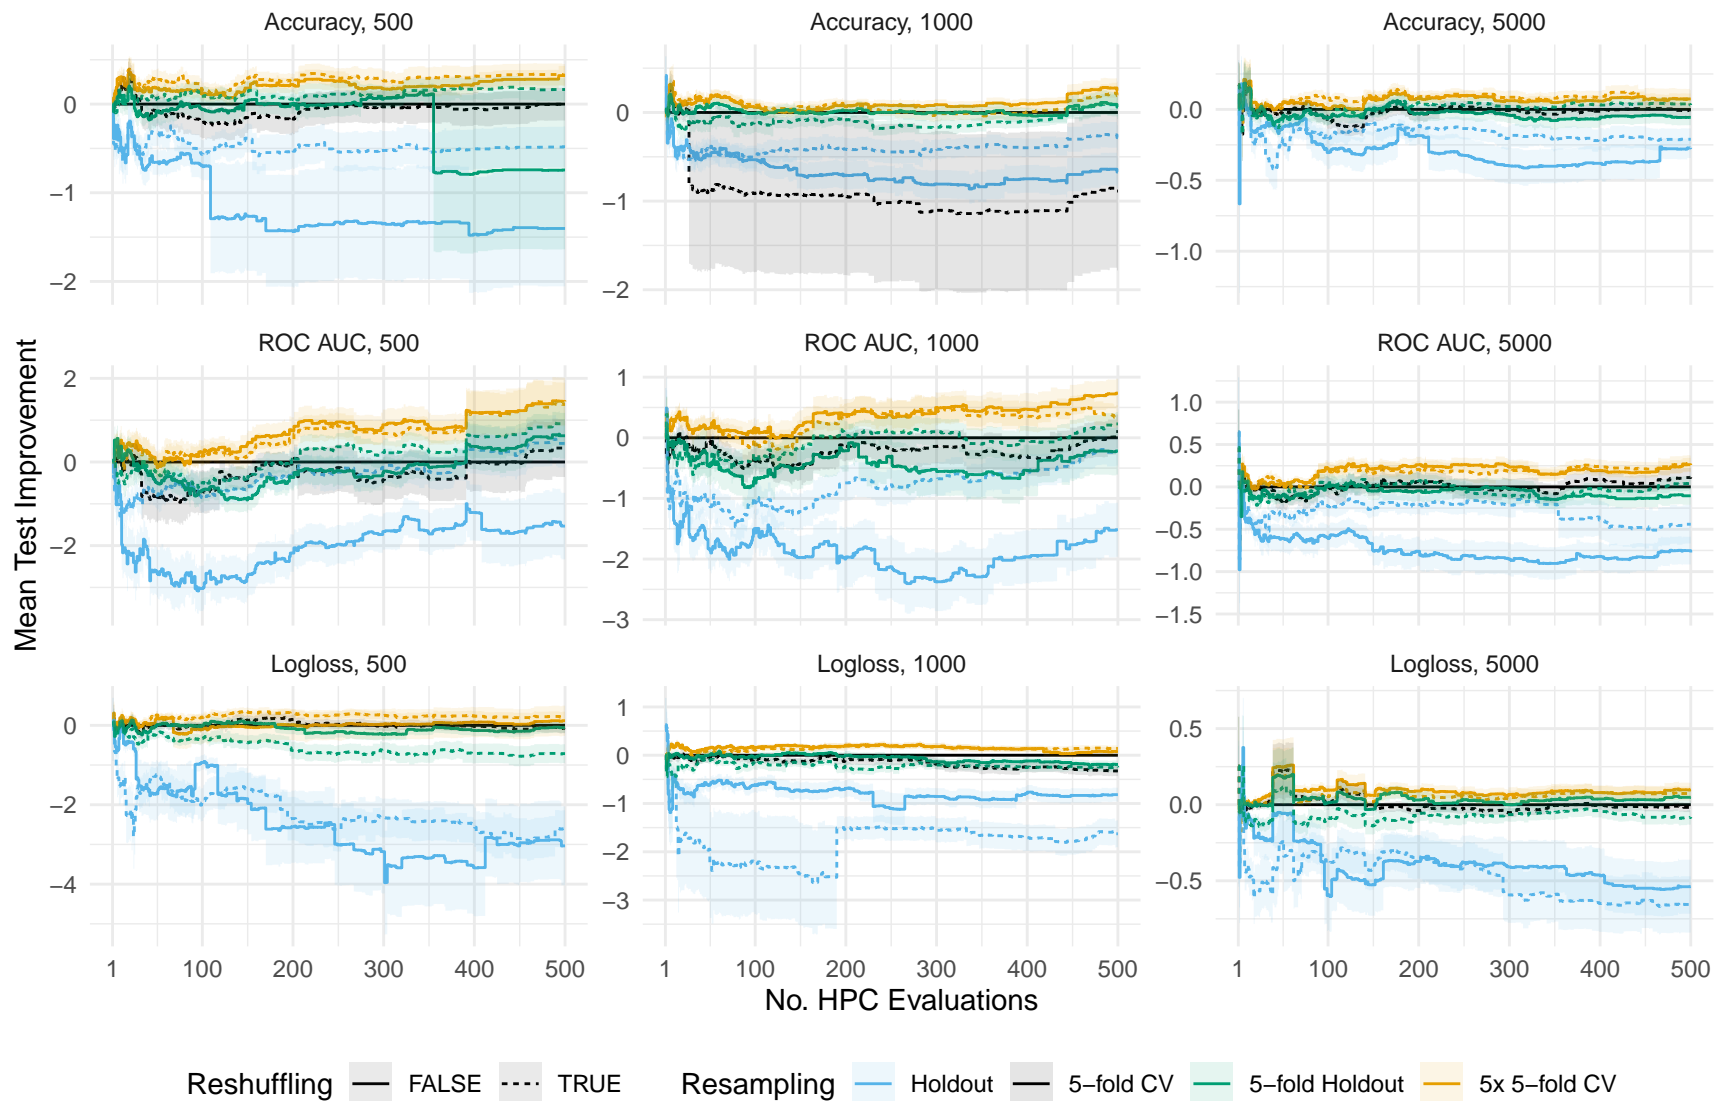 Accuracy, 500
Accuracy, 1000
Accuracy, 5000
0
−1
−2
0
−1
−2
0.0
−0.5
−1.0
ROC AUC, 500
ROC AUC, 1000
ROC AUC, 5000
2
0
−2
1
0
−1
−2
−3
1.0
0.5
0.0
−0.5
−1.0
−1.5
Logloss, 500
Logloss, 1000
Logloss, 5000
0
−2
−4
1
0
−1
−2
−3
0.5
0.0
−0.5
1 100 200 300 400 500
1 100 200 300 400 500
1 100 200 300 400 500
Mean Test Improvement
No. HPC Evaluations
Reshuffling FALSE TRUE Resampling Holdout 5−fold CV 5−fold Holdout 5x 5−fold CV